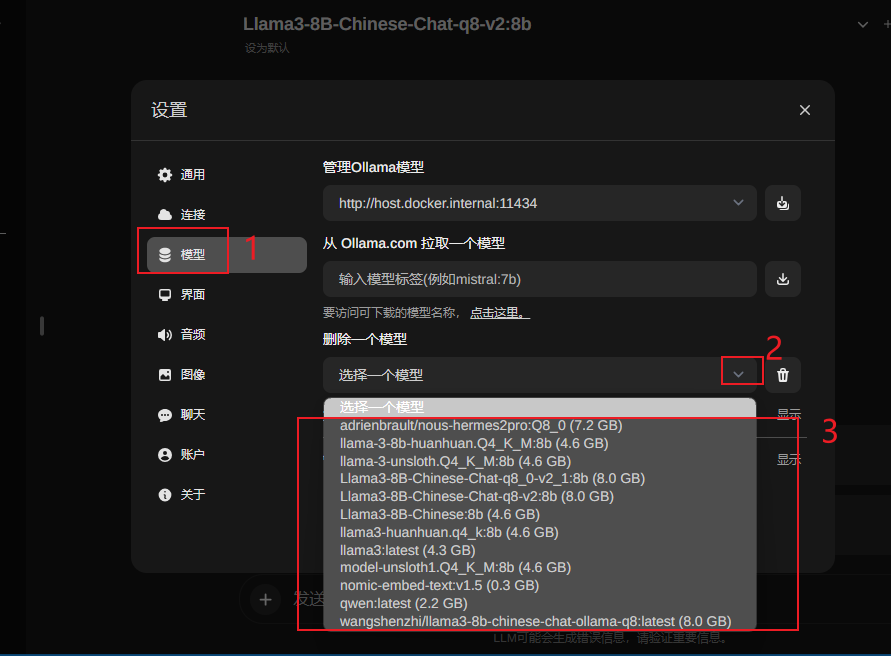 Llama3-8B-Chinese-Chat-q8-v2:8b
设为默认
设置
通用
连接
模型
1
界面
音频
图像
聊天
账户
关于
管理Ollama模型
http://host.docker.internal:11434
从 Ollama.com 拉取一个模型
输入模型标签(例如mistral:7b)
要访问可下载的模型名称，点击这里。
删除一个模型
2
选择一个模型
选择一个模型
显示
adrienbrault/nous-hermes2pro:Q8_0 (7.2 GB)
3
llama-3-8b-huanhuan.Q4_K_M:8b (4.6 GB)
llama-3-unsloth.Q4_K_M:8b (4.6 GB)
显示
Llama3-8B-Chinese-Chat-q8_0-v2_1:8b (8.0 GB)
Llama3-8B-Chinese-Chat-q8-v2:8b (8.0 GB)
Llama3-8B-Chinese:8b (4.6 GB)
llama3-huanhuan.q4_k:8b (4.6 GB)
llama3:latest (4.3 GB)
model-unsloth1.Q4_K_M:8b (4.6 GB)
nomic-embed-text:v1.5 (0.3 GB)
qwen:latest (2.2 GB)
wangshenzhi/llama3-8b-chinese-chat-ollama-q8:latest (8.0 GB)
发送
LLM可能会生成错误信息，请验证重要信息。